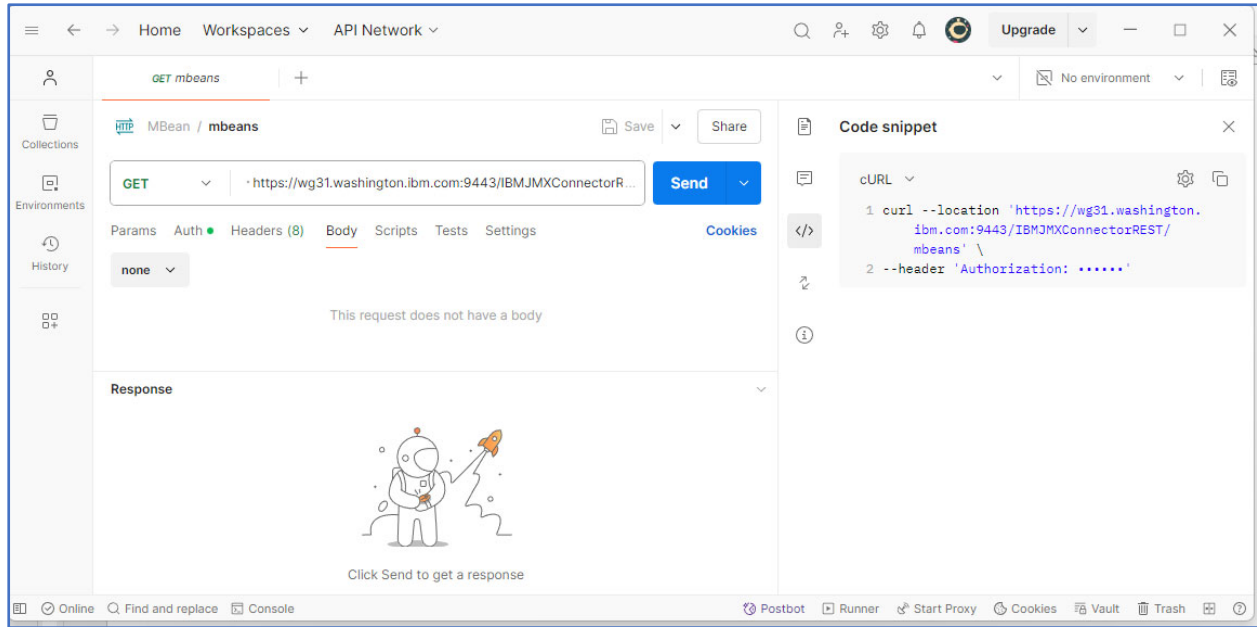 Home Workspaces API Network Upgrade
GET mbeans No environment
HTTP MBean / mbeans Save Share
Code snippet
Collections
Environments
History
GET https://wg31.washington.ibm.com:9443/IBMJMXConnectorR... Send
cURL
1 curl --location 'https://wg31.washington.
ibm.com:9443/IBMJMXConnectorREST/
mbeans' \
2 --header 'Authorization: ••••••'
Params Auth Headers (8) Body Scripts Tests Settings Cookies
none
This request does not have a body
Response
Click Send to get a response
Online Find and replace Console Postbot Runner Start Proxy Cookies Vault Trash